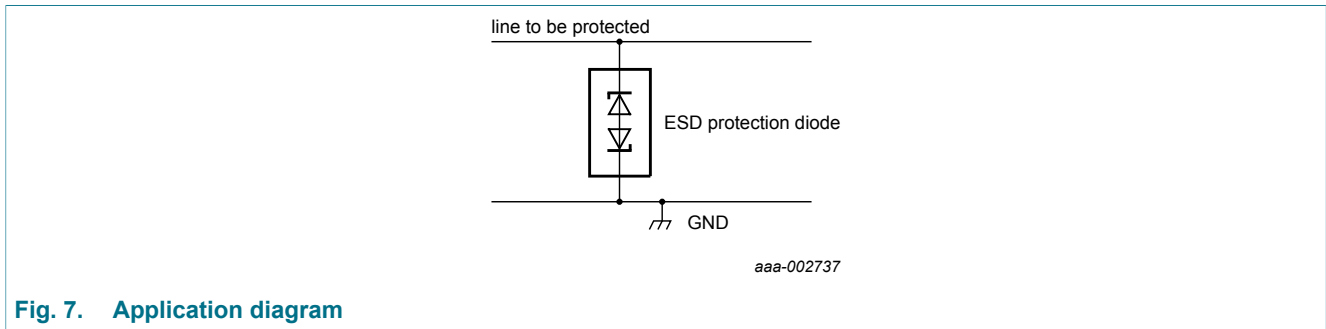 line to be protected
ESD protection diode
GND
aaa-002737
Fig. 7. Application diagram